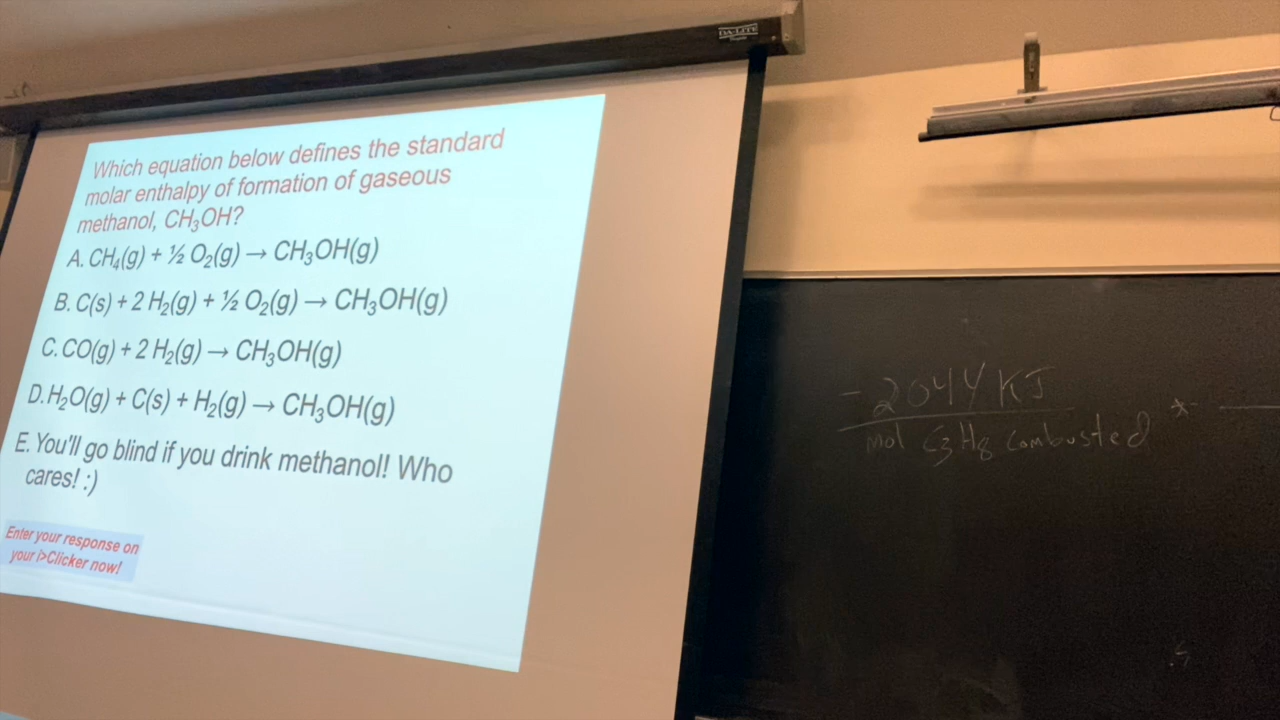 DA-LITE
Which equation below defines the standard
molar enthalpy of formation of gaseous
methanol, CH₃OH?
A. CH₄(g) + ½ O₂(g) → CH₃OH(g)
B. C(s) + 2 H₂(g) + ½ O₂(g) → CH₃OH(g)
C. CO(g) + 2 H₂(g) → CH₃OH(g)
D. H₂O(g) + C(s) + H₂(g) → CH₃OH(g)
E. You'll go blind if you drink methanol! Who
cares! :)
Enter your response on
your i>Clicker now!
-2044 KJ
mol C₃H₈ combusted *